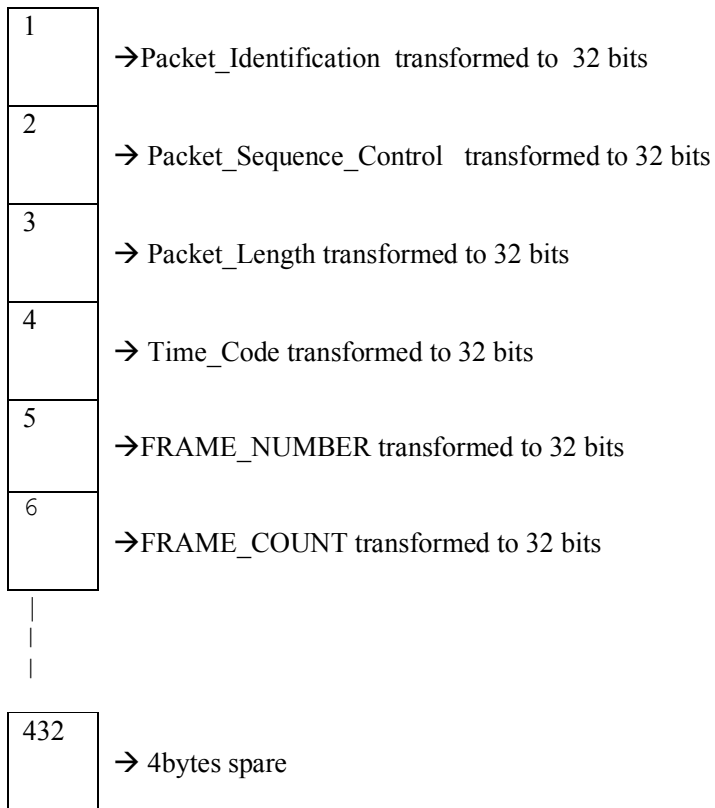 1
→Packet_Identification transformed to 32 bits
2
→ Packet_Sequence_Control transformed to 32 bits
3
→ Packet_Length transformed to 32 bits
4
→ Time_Code transformed to 32 bits
5
→FRAME_NUMBER transformed to 32 bits
6
→FRAME_COUNT transformed to 32 bits
|
|
|
432
→ 4bytes spare